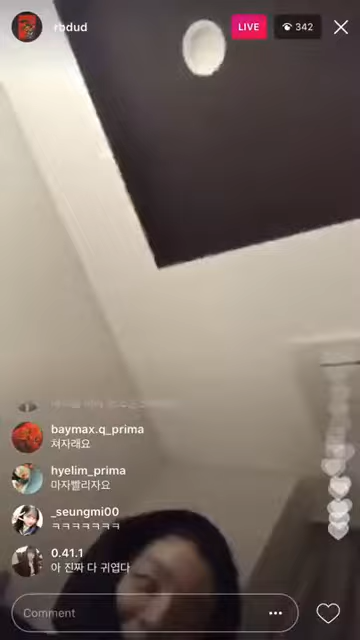 rbdud
LIVE
342
baymax.q_prima
쳐자래요
hyelim_prima
마자빨리자요
_seungmi00
ㅋㅋㅋㅋㅋㅋㅋ
0.41.1
아 진짜 다 귀엽다
Comment